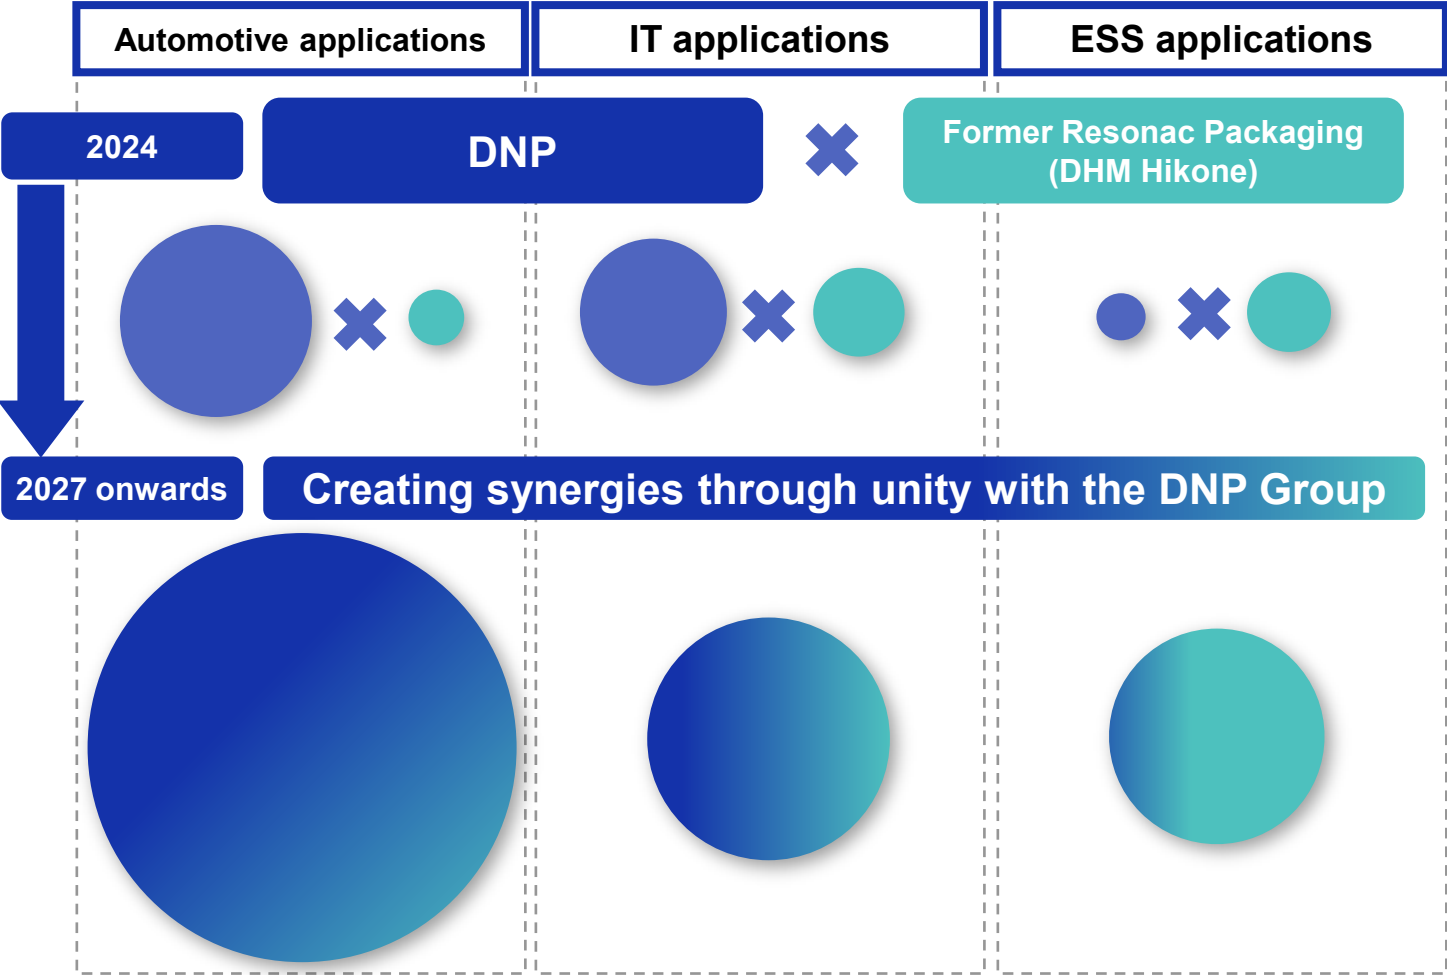 Automotive applications
IT applications
ESS applications
2024
DNP
Former Resonac Packaging
(DHM Hikone)
2027 onwards
Creating synergies through unity with the DNP Group